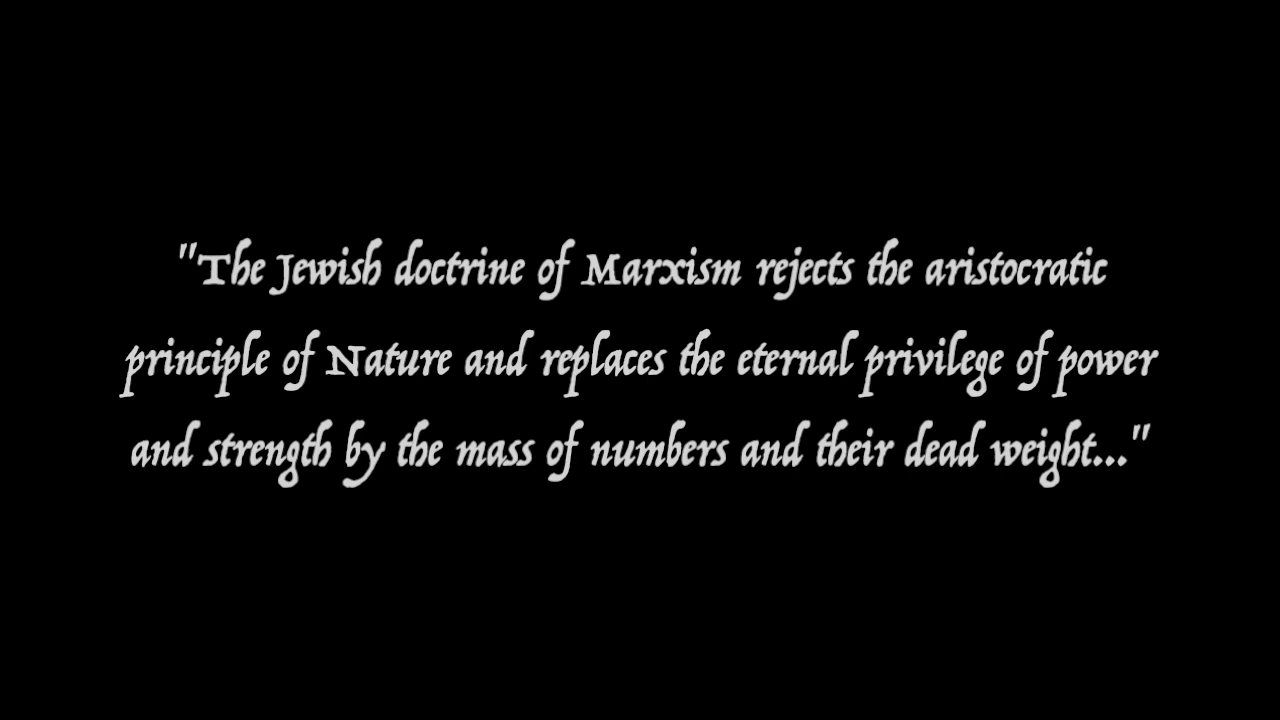 "The Jewish doctrine of Marxism rejects the aristocratic
principle of Nature and replaces the eternal privilege of power
and strength by the mass of numbers and their dead weight..."